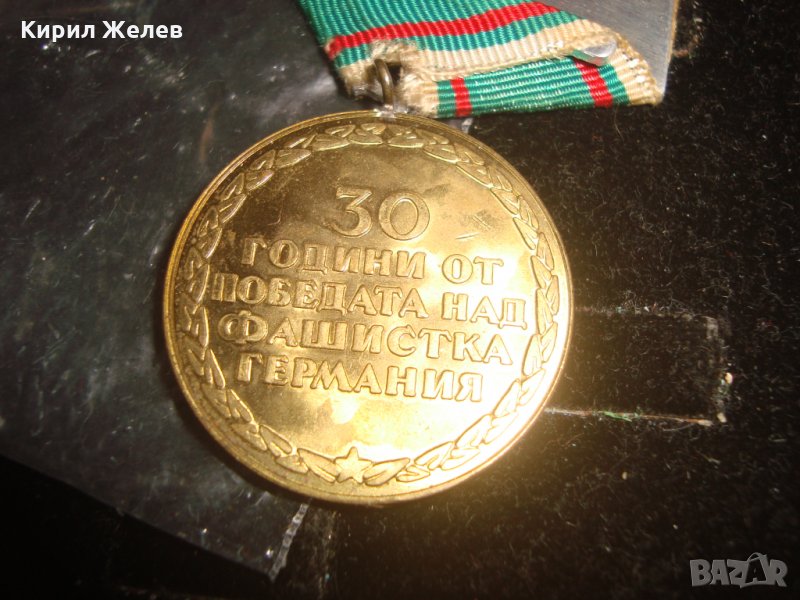 Кирил Желев
30
ГОДИНИ ОТ
ПОБЕДАТА НАД
ФАШИСТКА
ГЕРМАНИЯ
BAZAR